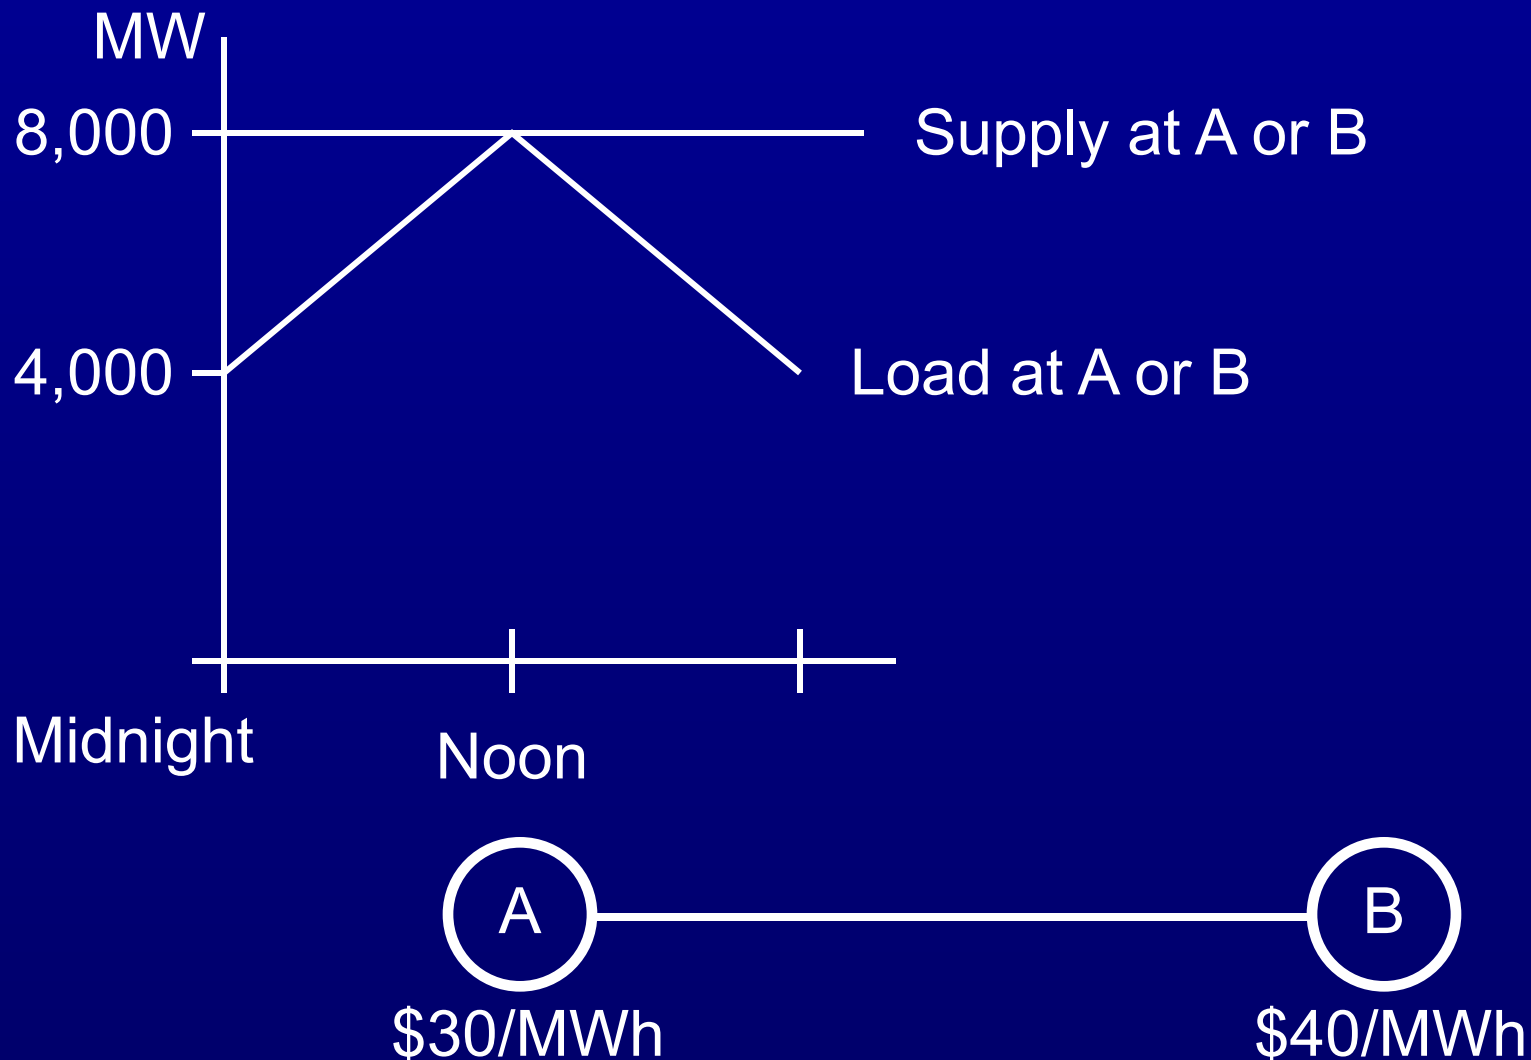 MW
8,000
Supply at A or B
4,000
Load at A or B
Midnight
Noon
A
B
$30/MWh
$40/MWh